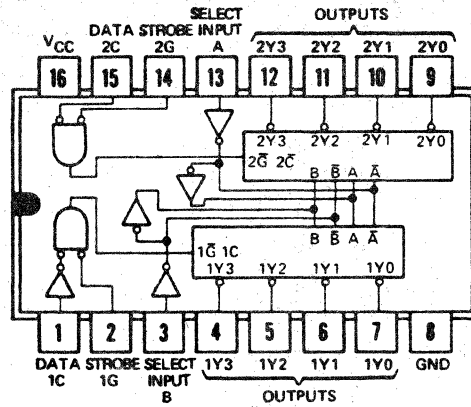 SELECT
DATA STROBE INPUT
OUTPUTS
VCC 2C 2G A 2Y3 2Y2 2Y1 2Y0
16 15 14 13 12 11 10 9
2Y3 2Y2 2Y1 2Y0
2G̅ 2C̅
B B̅ A A̅
B B̅ A A̅
1G̅ 1C
1Y3 1Y2 1Y1 1Y0
1 2 3 4 5 6 7 8
DATA STROBE SELECT 1Y3 1Y2 1Y1 1Y0 GND
1C 1G INPUT
B
OUTPUTS